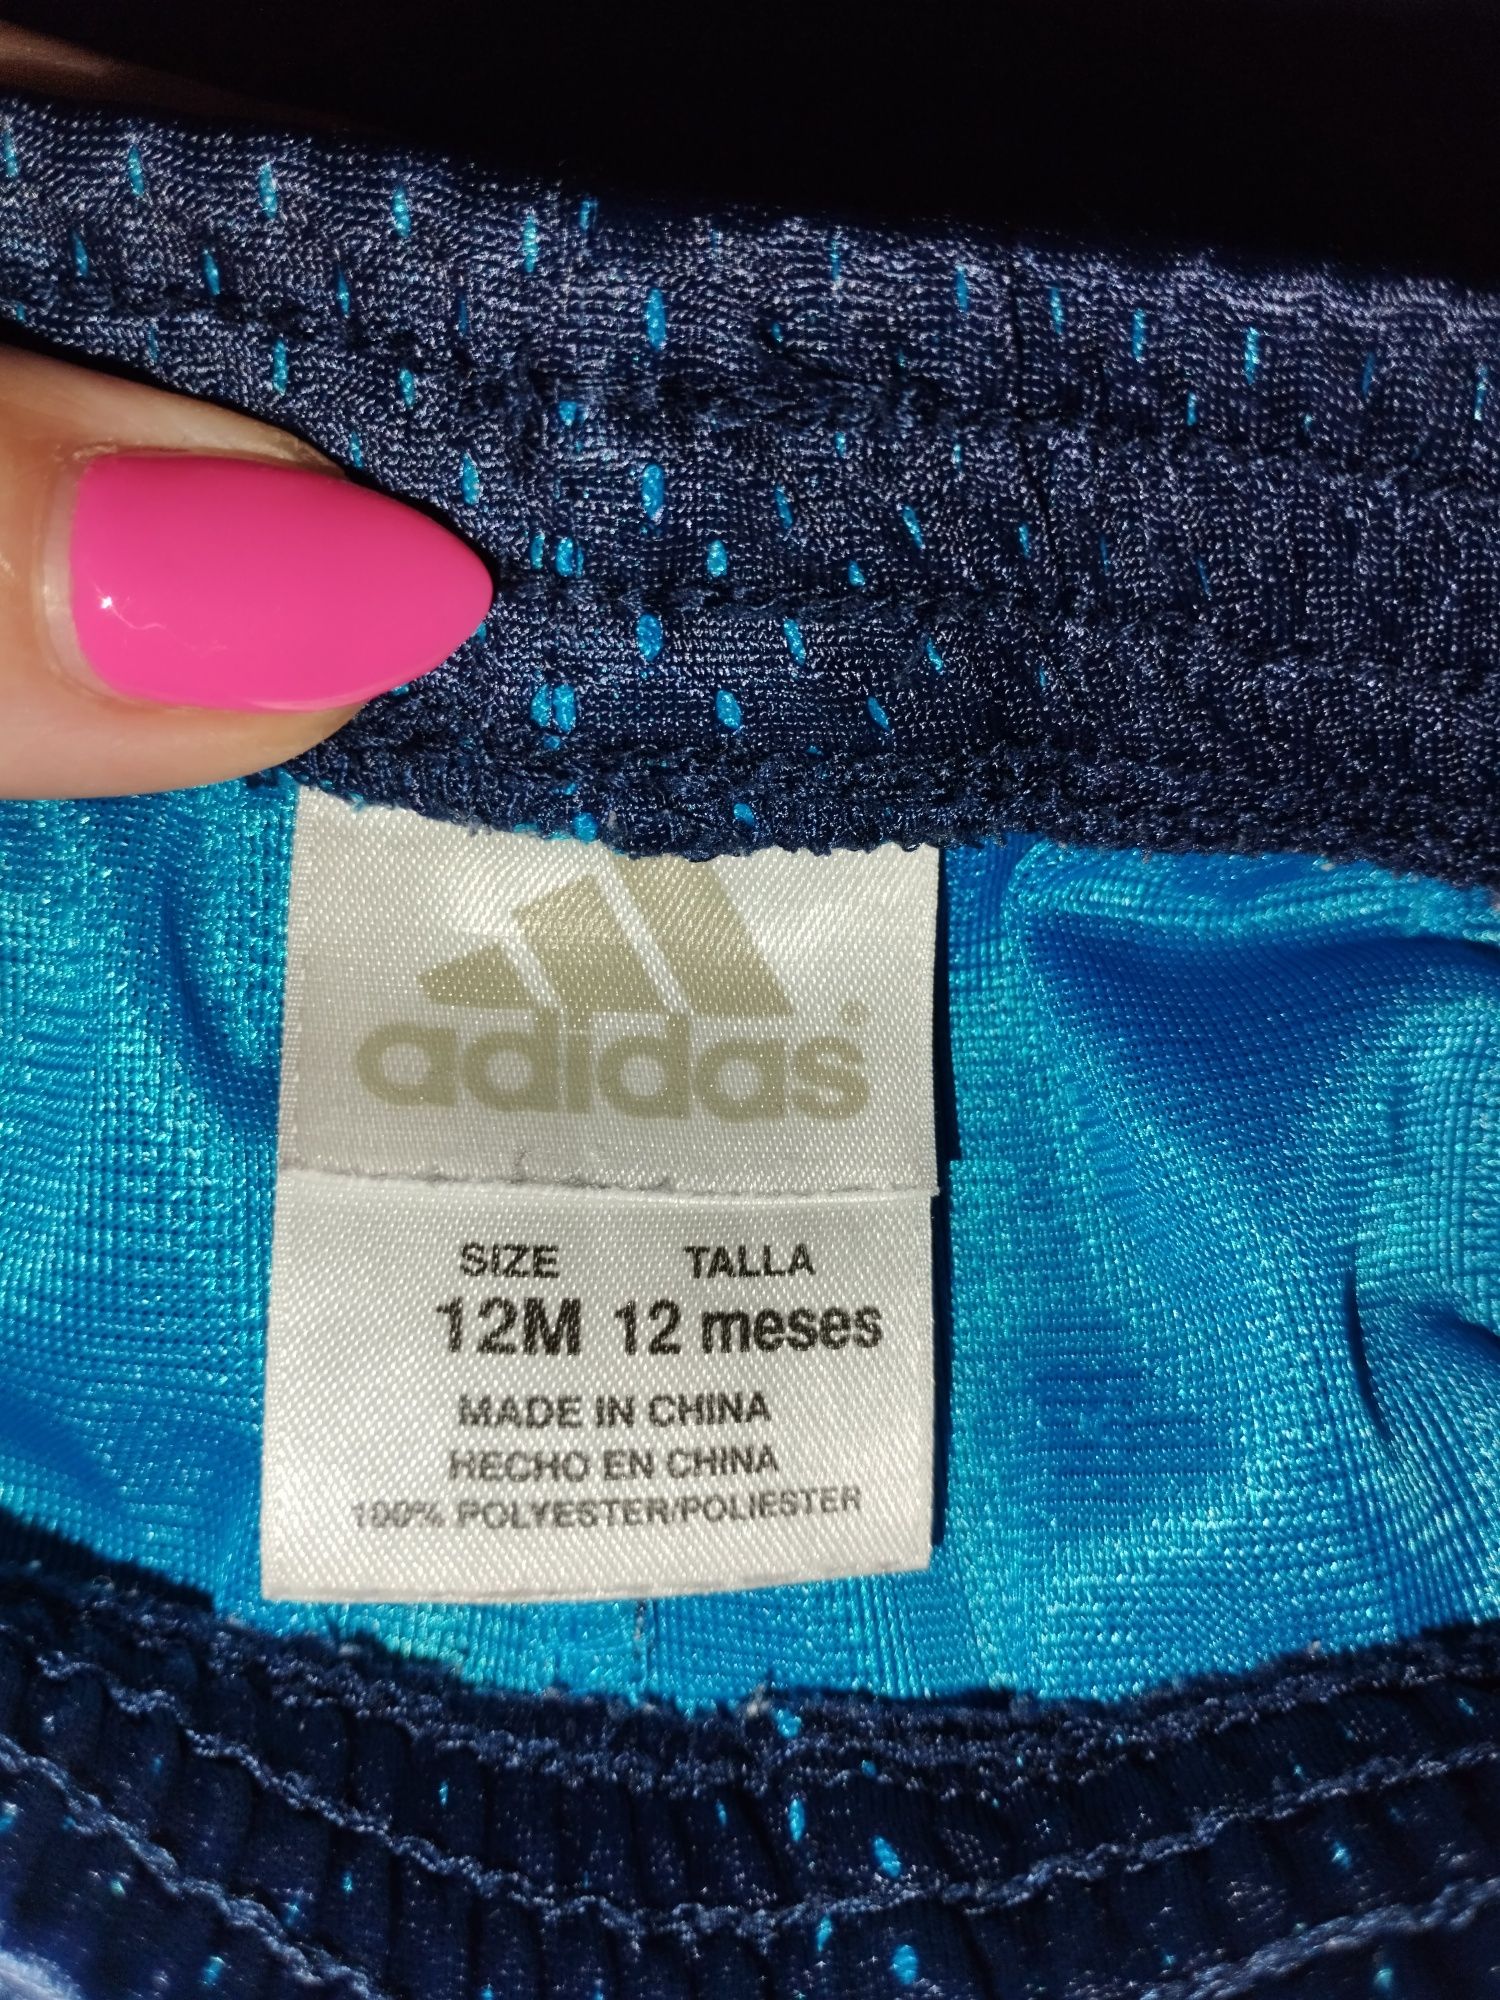 adidas®
SIZE TALLA
12M 12 meses
MADE IN CHINA
HECHO EN CHINA
100% POLYESTER/POLIESTER